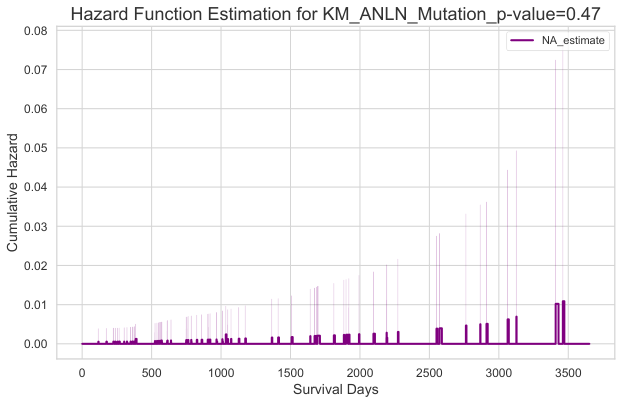 Hazard Function Estimation for KM_ANLN_Mutation_p-value=0.47
NA_estimate
Cumulative Hazard
0.08
0.07
0.06
0.05
0.04
0.03
0.02
0.01
0.00
0 500 1000 1500 2000 2500 3000 3500
Survival Days